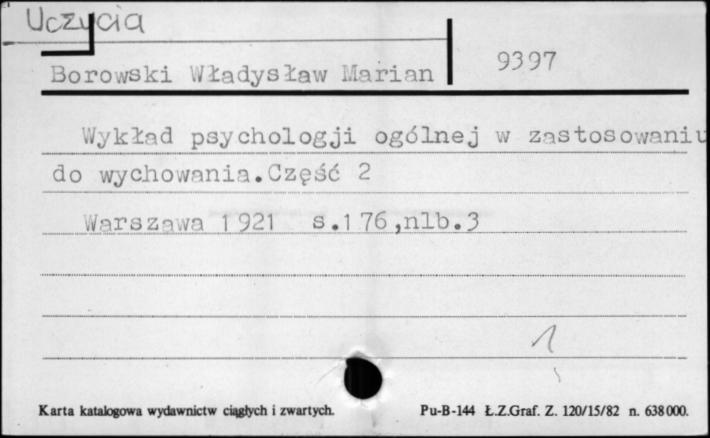 Uczucia
Borowski Władysław Marian 9397
Wykład psychologji ogólnej w zastosowaniu
do wychowania.Część 2
Warszawa 1921 s.176,nlb.3
1
Karta katalogowa wydawnictw ciągłych i zwartych. Pu-B-144 Ł.Z.Graf. Z. 120/15/82 n. 638000.